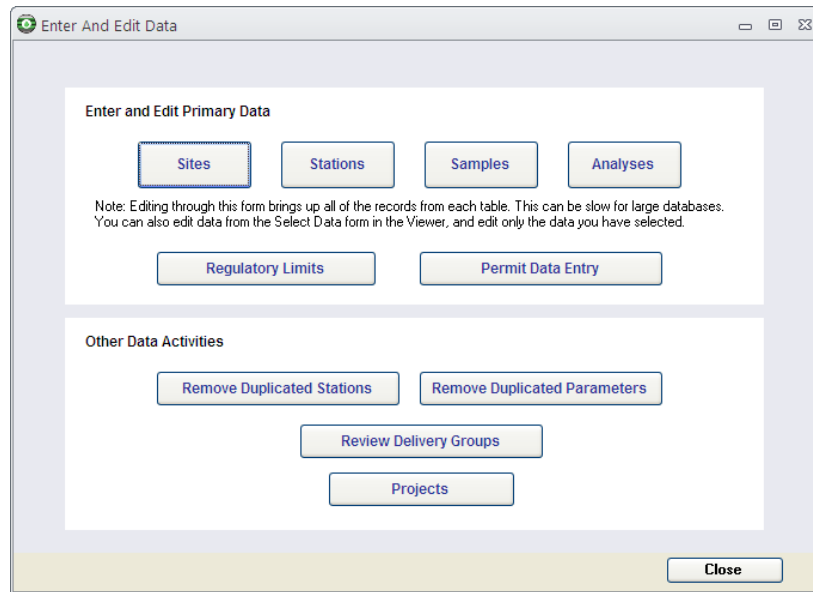 Enter And Edit Data
Enter and Edit Primary Data
Sites
Stations
Samples
Analyses
Note: Editing through this form brings up all of the records from each table. This can be slow for large databases.
You can also edit data from the Select Data form in the Viewer, and edit only the data you have selected.
Regulatory Limits
Permit Data Entry
Other Data Activities
Remove Duplicated Stations
Remove Duplicated Parameters
Review Delivery Groups
Projects
Close